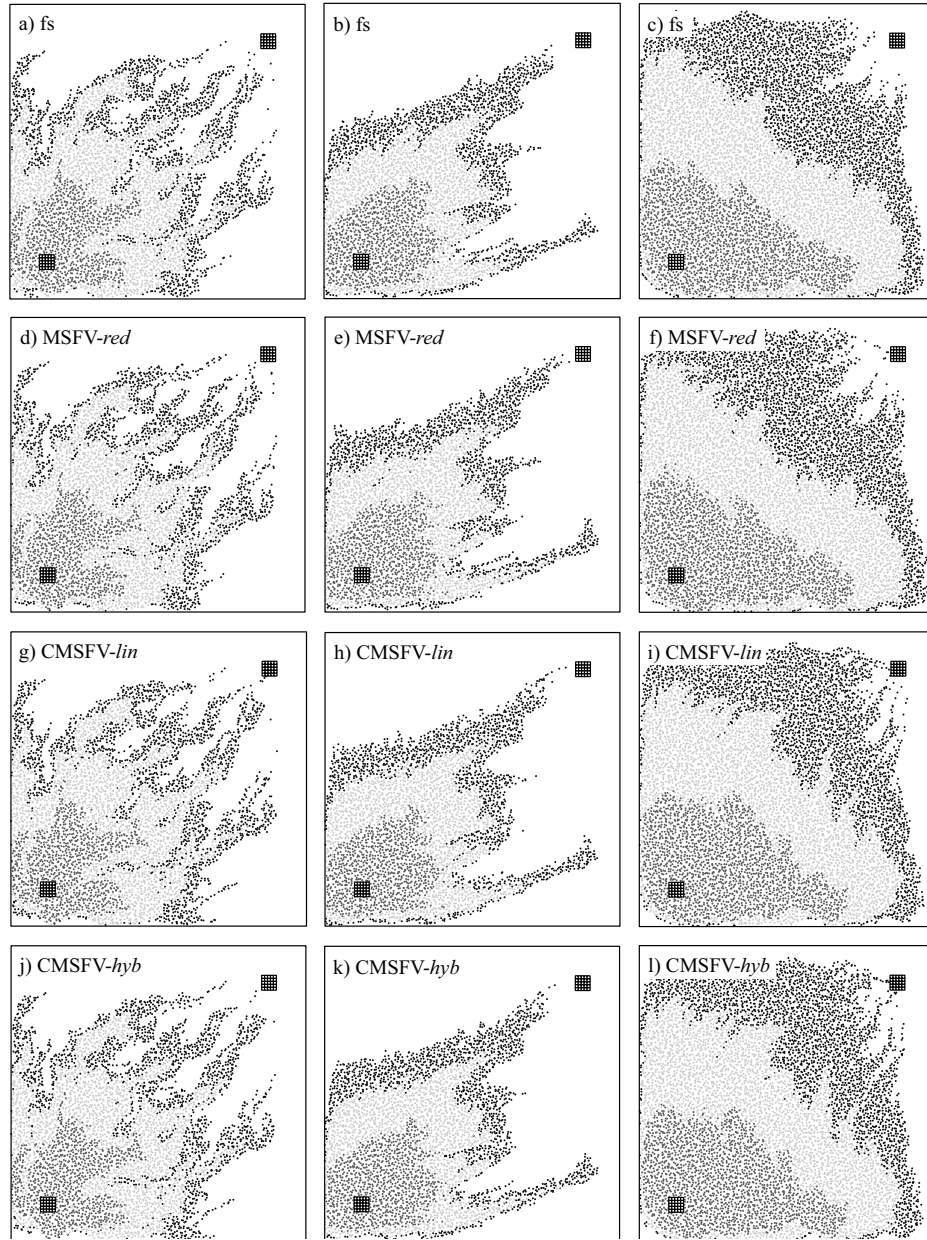 a) fs
b) fs
c) fs
d) MSFV-red
e) MSFV-red
f) MSFV-red
g) CMSFV-lin
h) CMSFV-lin
i) CMSFV-lin
j) CMSFV-hyb
k) CMSFV-hyb
l) CMSFV-hyb